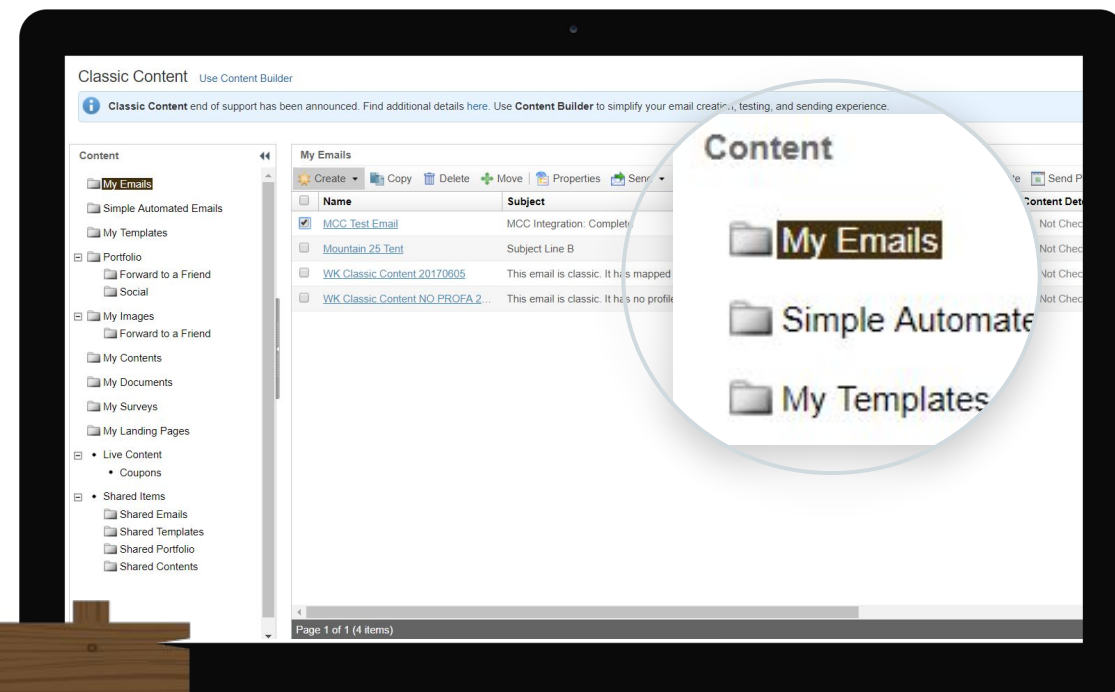 Classic Content Use Content Builder
Classic Content end of support has been announced. Find additional details here. Use Content Builder to simplify your email creation, testing, and sending experience.
Content
My Emails
Simple Automated Emails
My Templates
Portfolio
Forward to a Friend
Social
My Images
Forward to a Friend
My Contents
My Documents
My Surveys
My Landing Pages
Live Content
Coupons
Shared Items
Shared Emails
Shared Templates
Shared Portfolio
Shared Contents
My Emails
Create Copy Delete Move Properties Send Send P
Name Subject Content Det
MCC Test Email MCC Integration: Complete Not Chec
Mountain 25 Tent Subject Line B Not Chec
WK Classic Content 20170605 This email is classic. It has mapped Not Chec
WK Classic Content NO PROFA 2... This email is classic. It has no profile Not Chec
Page 1 of 1 (4 items)
Content
My Emails
Simple Automate
My Templates